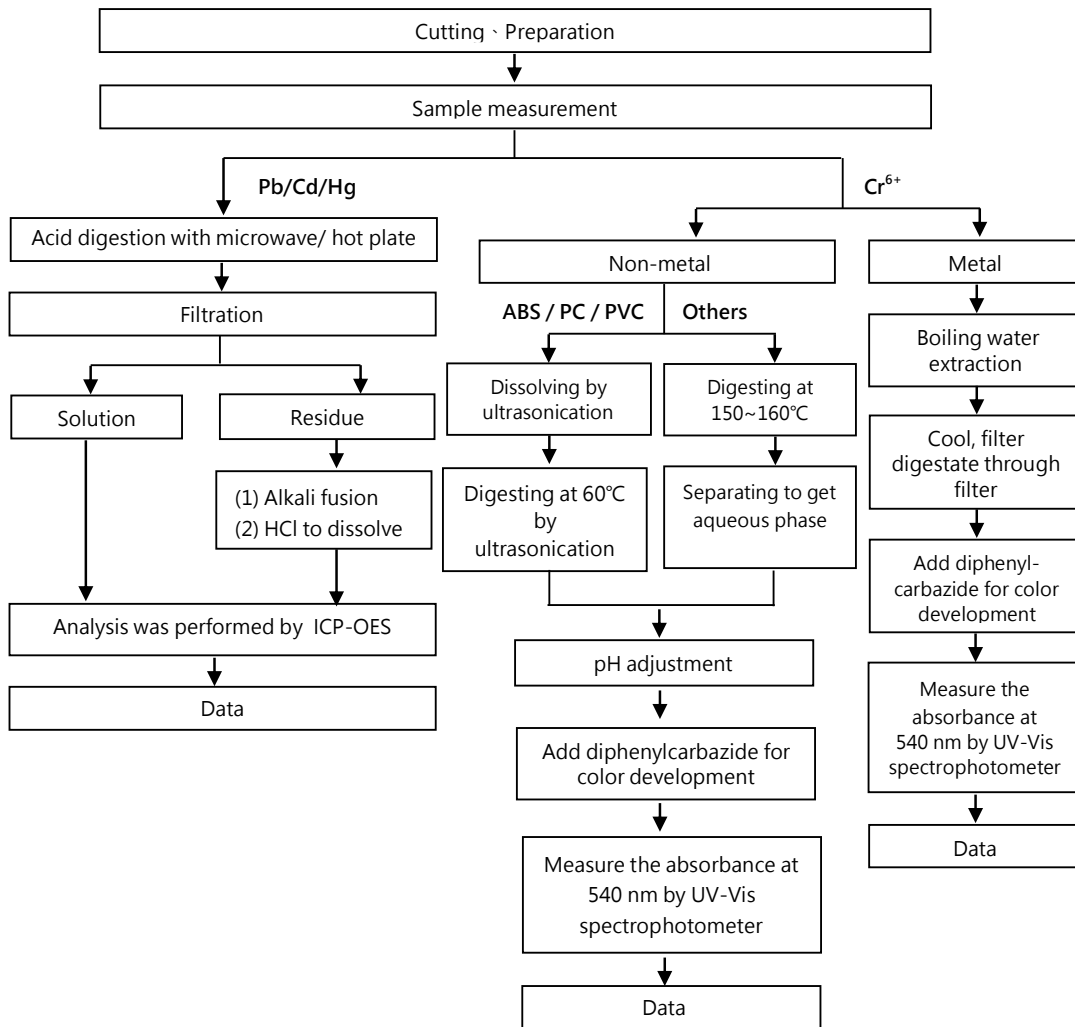 Cutting、Preparation
Sample measurement
Pb/Cd/Hg
Cr6+
Acid digestion with microwave/ hot plate
Filtration
Solution
Residue
(1) Alkali fusion
(2) HCl to dissolve
Analysis was performed by ICP-OES
Data
Non-metal
ABS / PC / PVC
Others
Dissolving by
ultrasonication
Digesting at 60℃
by
ultrasonication
Digesting at
150~160℃
Separating to get
aqueous phase
pH adjustment
Add diphenylcarbazide for
color development
Measure the absorbance at
540 nm by UV-Vis
spectrophotometer
Data
Metal
Boiling water
extraction
Cool, filter
digestate through
filter
Add diphenyl-
carbazide for color
development
Measure the
absorbance at
540 nm by UV-Vis
spectrophotometer
Data